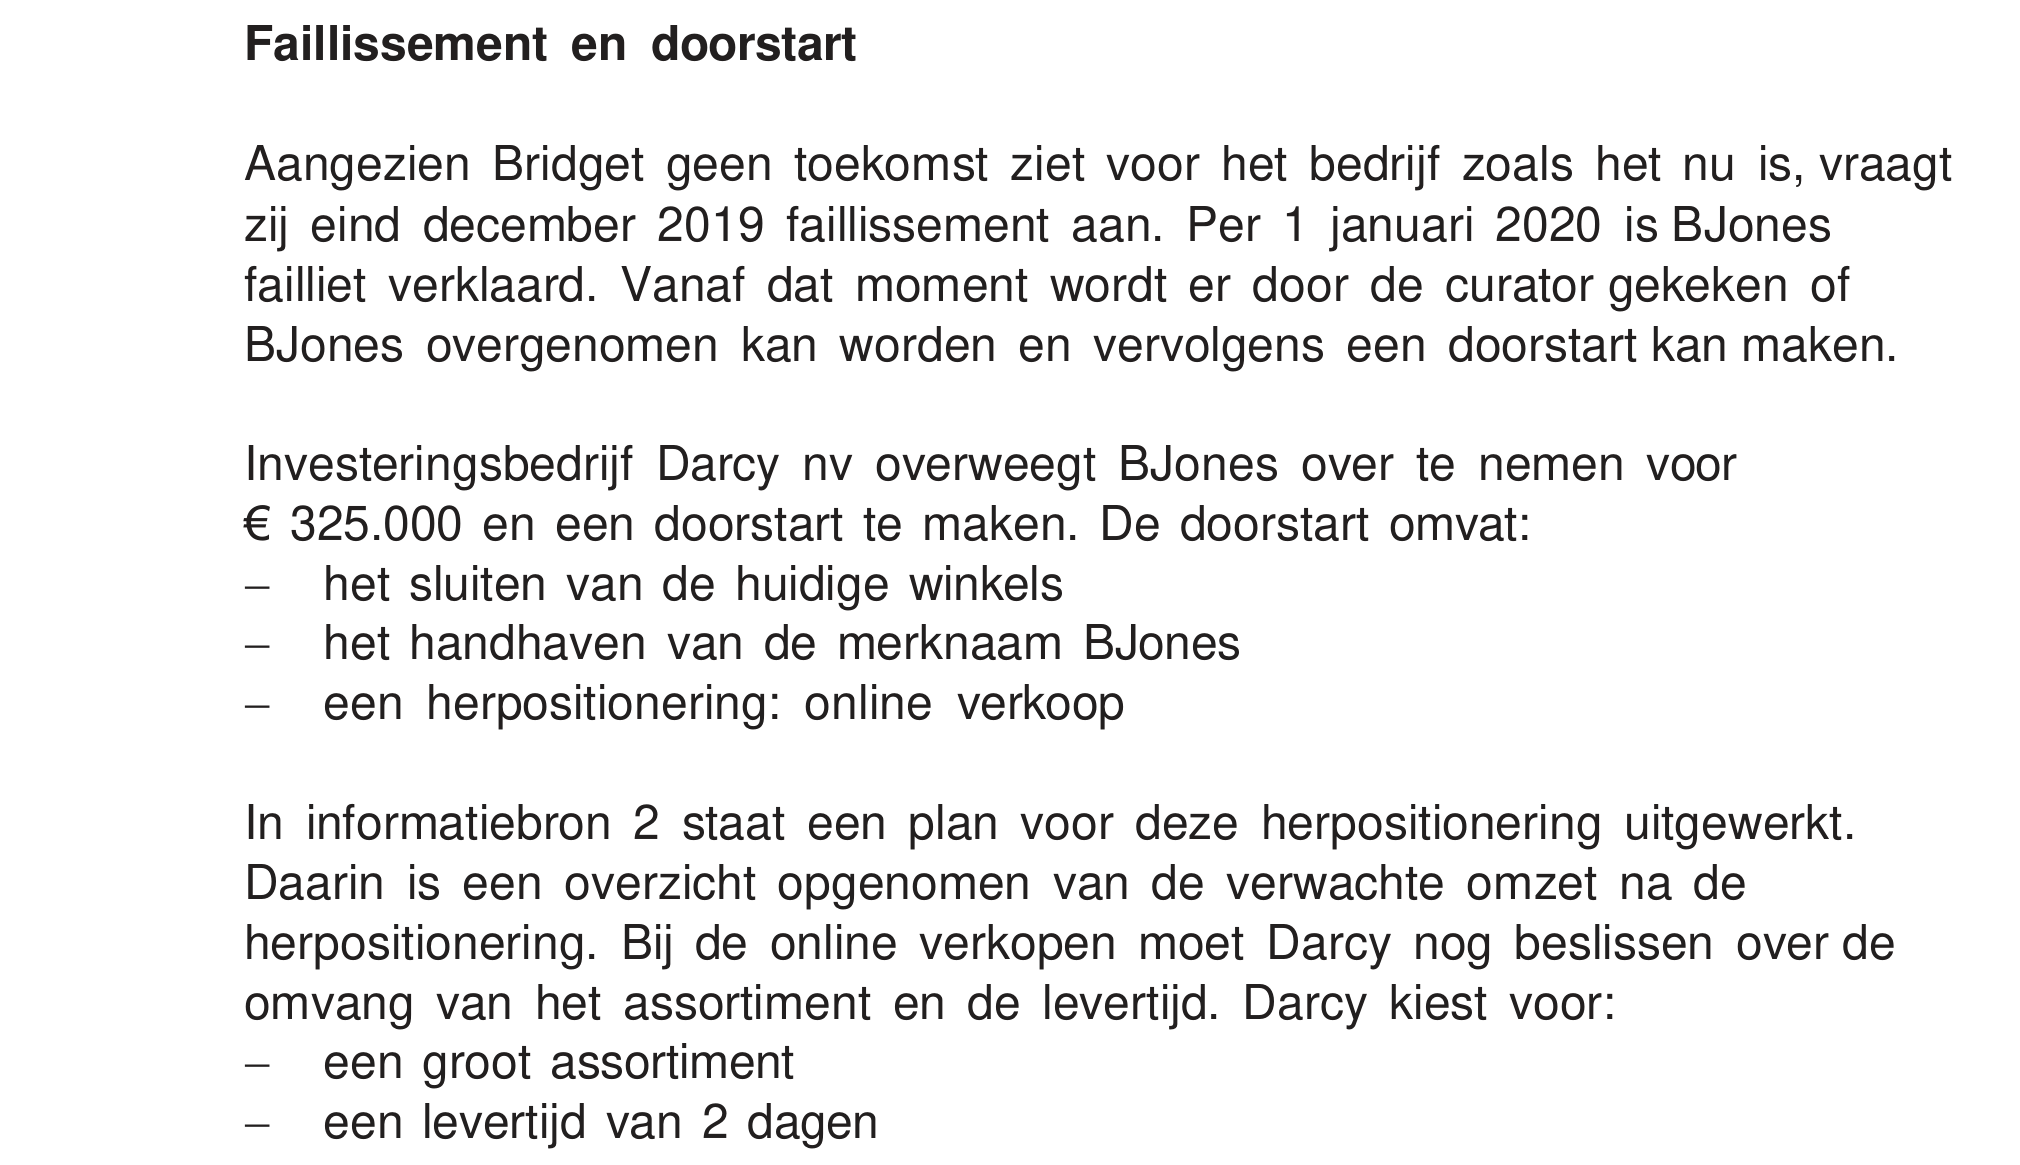 Faillissement en doorstart
Aangezien Bridget geen toekomst ziet voor het bedrijf zoals het nu is, vraagt
zij eind december 2019 faillissement aan. Per 1 januari 2020 is BJones
failliet verklaard. Vanaf dat moment wordt er door de curator gekeken of
BJones overgenomen kan worden en vervolgens een doorstart kan maken.
Investeringsbedrijf Darcy nv overweegt BJones over te nemen voor
€ 325.000 en een doorstart te maken. De doorstart omvat:
− het sluiten van de huidige winkels
− het handhaven van de merknaam BJones
− een herpositionering: online verkoop
In informatiebron 2 staat een plan voor deze herpositionering uitgewerkt.
Daarin is een overzicht opgenomen van de verwachte omzet na de
herpositionering. Bij de online verkopen moet Darcy nog beslissen over de
omvang van het assortiment en de levertijd. Darcy kiest voor:
− een groot assortiment
− een levertijd van 2 dagen